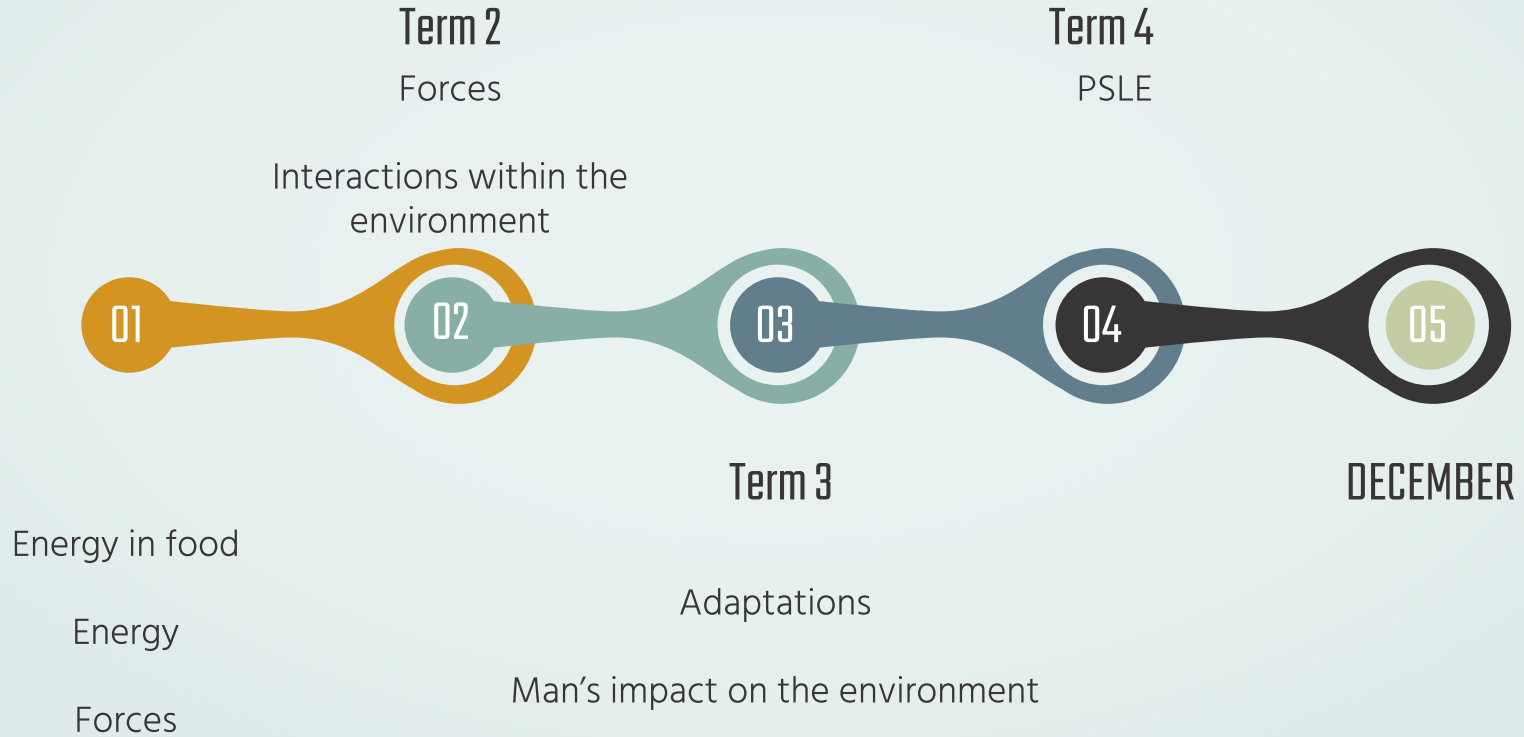 Term 2
Forces
Interactions within the
environment
Term 4
PSLE
01
02
03
04
05
Energy in food
Energy
Forces
Term 3
Adaptations
Man’s impact on the environment
DECEMBER